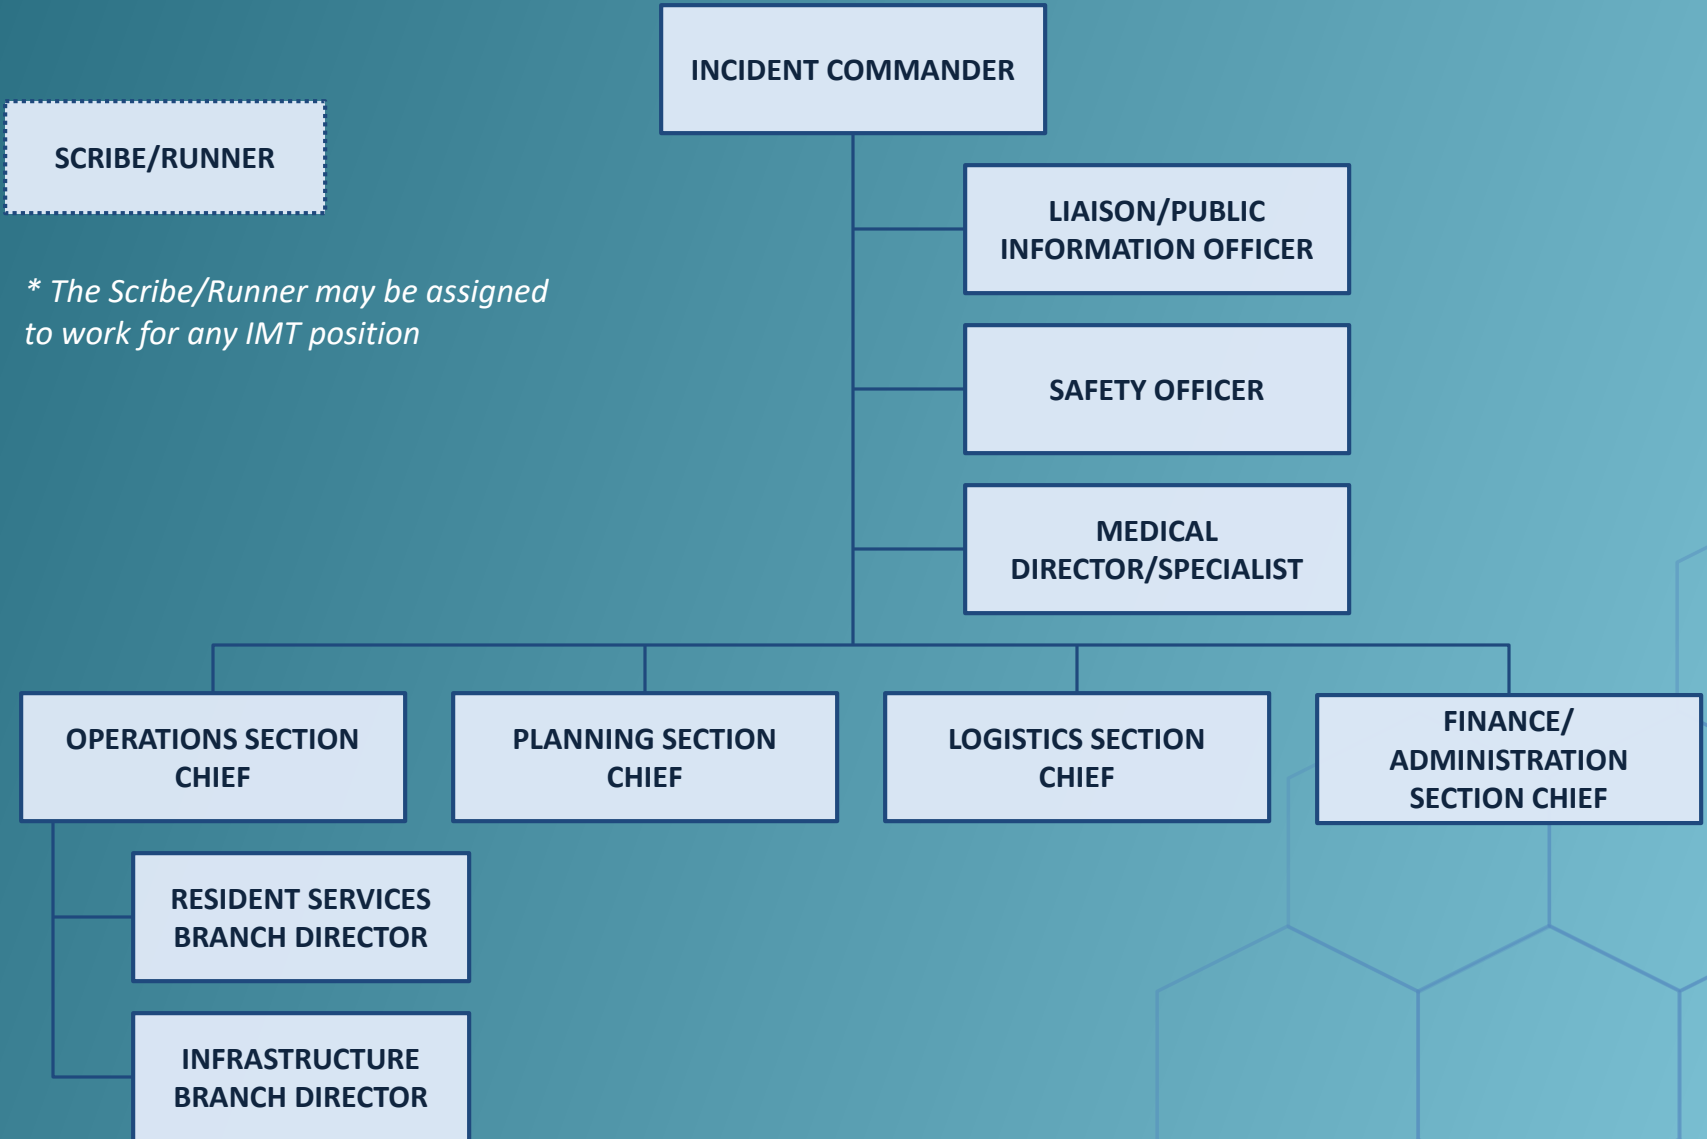 INCIDENT COMMANDER
SCRIBE/RUNNER
* The Scribe/Runner may be assigned
to work for any IMT position
LIAISON/PUBLIC
INFORMATION OFFICER
SAFETY OFFICER
MEDICAL
DIRECTOR/SPECIALIST
OPERATIONS SECTION
CHIEF
PLANNING SECTION
CHIEF
LOGISTICS SECTION
CHIEF
FINANCE/
ADMINISTRATION
SECTION CHIEF
RESIDENT SERVICES
BRANCH DIRECTOR
INFRASTRUCTURE
BRANCH DIRECTOR